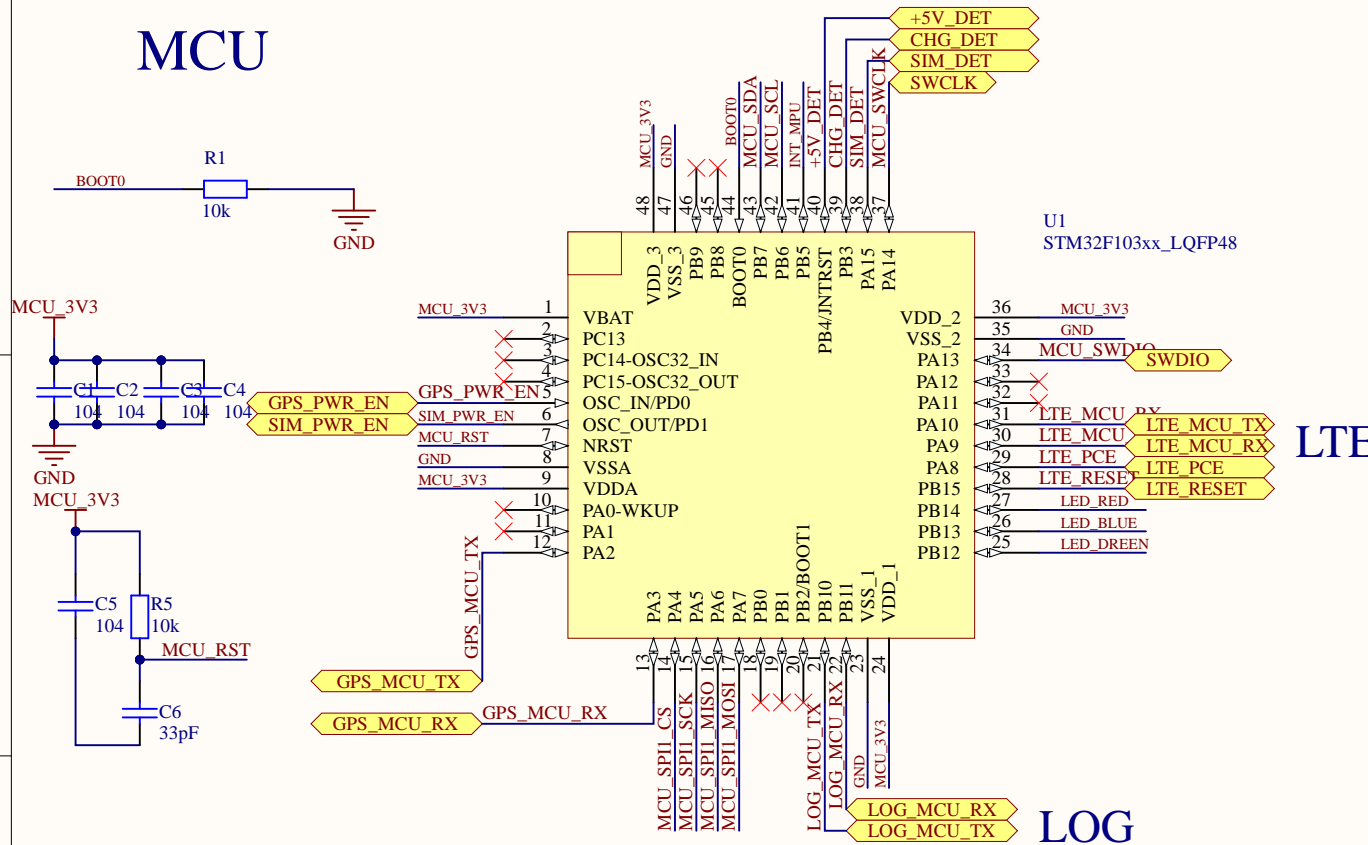 MCU
R1
BOOT0
10k
GND
MCU_3V3
C1
C2
C3
C4
104
104
104
104
GND
MCU_3V3
C5
104
R5
10k
MCU_RST
C6
33pF
+5V_DET
CHG_DET
SIM_DET
SWCLK
MCU_3V3
GND
BOOT0
MCU_SDA
MCU_SCL
INT_MPU
+5V_DET
CHG_DET
SIM_DET
MCU_SWCLK
48
47
46
45
44
43
42
41
40
39
38
37
VDD_3
VSS_3
PB9
PB8
BOOT0
PB7
PB6
PB5
PB4/JNTRST
PB3
PA15
PA14
U1
STM32F103xx_LQFP48
MCU_3V3
1
VBAT
2
PC13
3
PC14-OSC32_IN
4
PC15-OSC32_OUT
GPS_PWR_EN
GPS_PWR_EN
5
OSC_IN/PD0
SIM_PWR_EN
SIM_PWR_EN
6
OSC_OUT/PD1
MCU_RST
7
NRST
GND
8
VSSA
MCU_3V3
9
VDDA
10
PA0-WKUP
11
PA1
12
PA2
VDD_2
36
MCU_3V3
VSS_2
35
GND
PA13
34
MCU_SWDIO
SWDIO
PA12
33
PA11
32
PA10
31
LTE_MCU_RX
LTE_MCU_TX
PA9
30
LTE_MCU
LTE_MCU_RX
PA8
29
LTE_PCE
LTE_PCE
PB15
28
LTE_RESET
LTE_RESET
PB14
27
LED_RED
PB13
26
LED_BLUE
PB12
25
LED_DREEN
LTE
PA3
PA4
PA5
PA6
PA7
PB0
PB1
PB2/BOOT1
PB10
PB11
VSS_1
VDD_1
13
14
15
16
17
18
19
20
21
22
23
24
GPS_MCU_TX
GPS_MCU_TX
GPS_MCU_RX
GPS_MCU_RX
MCU_SPI1_CS
MCU_SPI1_SCK
MCU_SPI1_MISO
MCU_SPI1_MOSI
LOG_MCU_TX
LOG_MCU_RX
GND
MCU_3V3
LOG_MCU_RX
LOG_MCU_TX
LOG